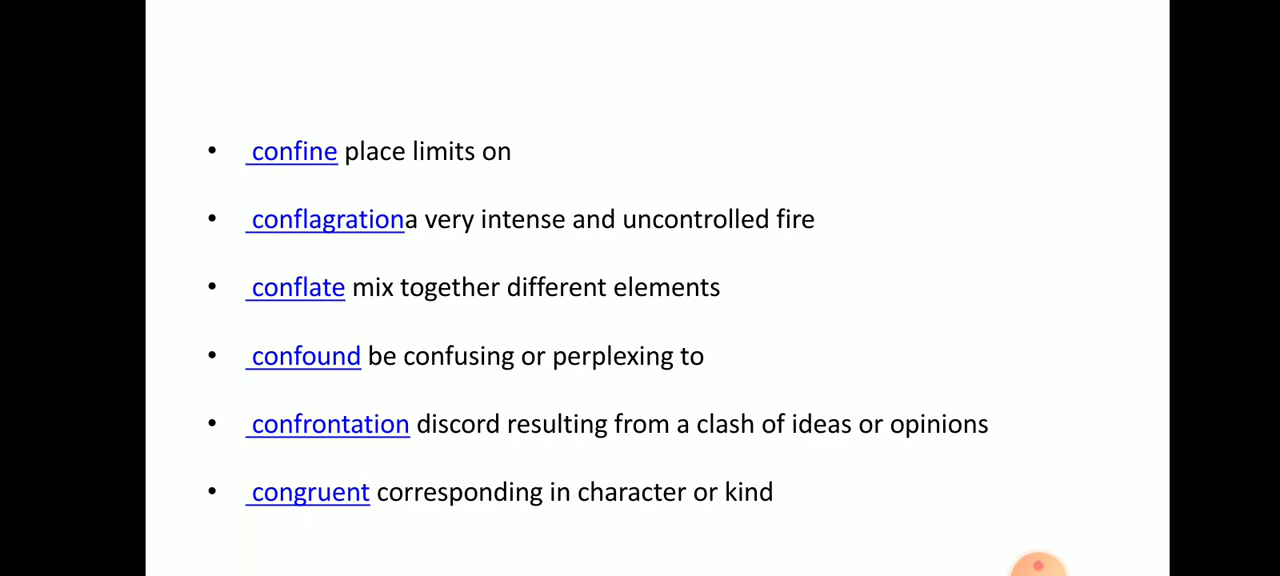 • confine place limits on
• conflagrationa very intense and uncontrolled fire
• conflate mix together different elements
• confound be confusing or perplexing to
• confrontation discord resulting from a clash of ideas or opinions
• congruent corresponding in character or kind